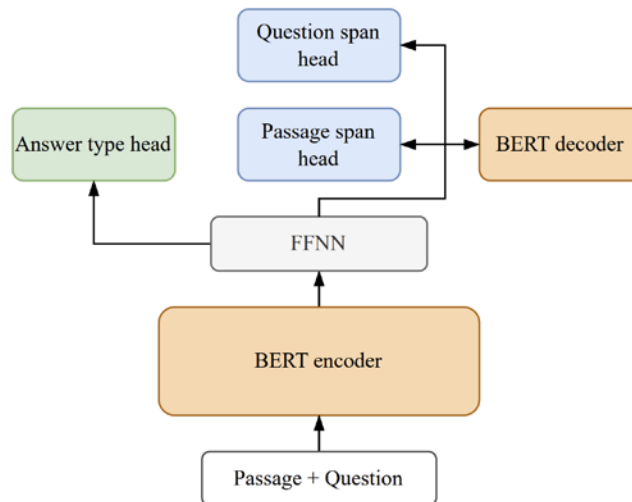 Question span
head
Answer type head
Passage span
head
BERT decoder
FFNN
BERT encoder
Passage + Question